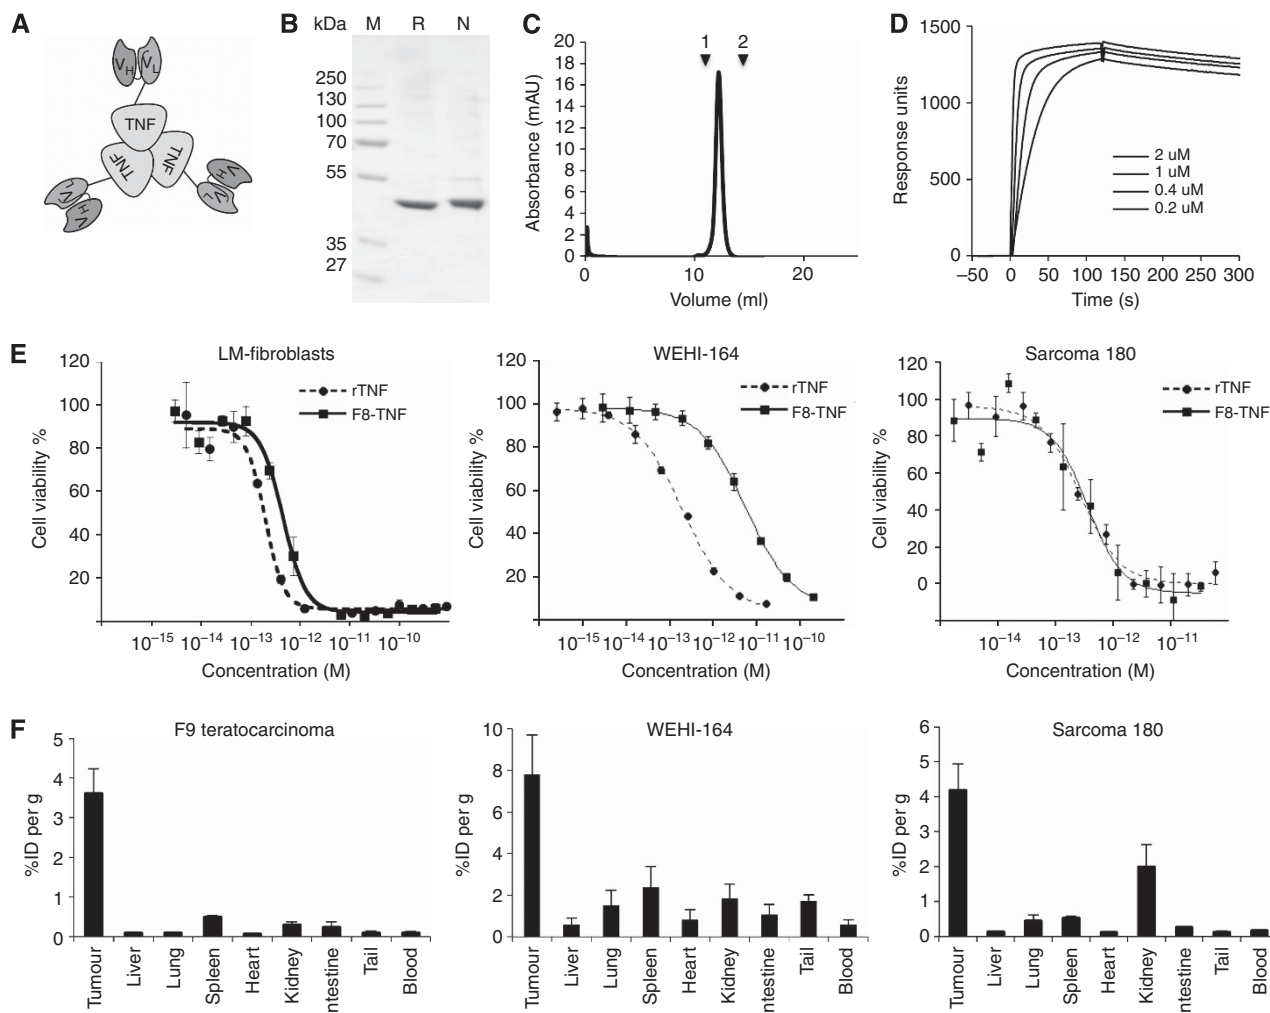 A
VH VL
TNF
TNF
TNF
VL
VH
VH
VL
B
kDa M R N
250
130
100
70
55
35
27
C
1 2
Absorbance (mAU)
20
18
16
14
12
10
8
6
4
2
0
0 10 20
Volume (ml)
D
Response units
1500
1000
500
0
2 uM
1 uM
0.4 uM
0.2 uM
–50 0 50 100 150 200 250 300
Time (s)
E
LM-fibroblasts
Cell viability %
120
100
80
60
40
20
rTNF
F8-TNF
10–15 10–14 10–13 10–12 10–11 10–10
Concentration (M)
WEHI-164
Cell viability %
120
100
80
60
40
20
rTNF
F8-TNF
10–15 10–14 10–13 10–12 10–11 10–10
Concentration (M)
Sarcoma 180
Cell viability %
120
100
80
60
40
20
0
rTNF
F8-TNF
10–14 10–13 10–12 10–11
Concentration (M)
F
F9 teratocarcinoma
%ID per g
5
4
3
2
1
0
Tumour Liver Lung Spleen Heart Kidney ntestine Tail Blood
WEHI-164
%ID per g
10
8
6
4
2
0
Tumour Liver Lung Spleen Heart Kidney ntestine Tail Blood
Sarcoma 180
%ID per g
6
5
4
3
2
1
0
Tumour Liver Lung Spleen Heart Kidney ntestine Tail Blood